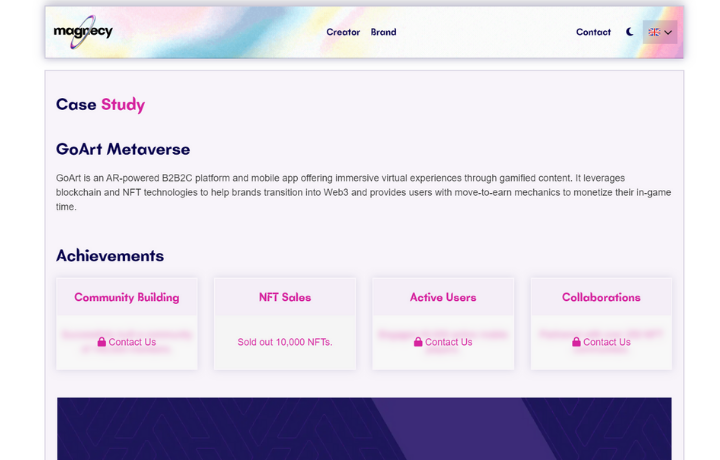 magnecy
Creator Brand
Contact
Case Study
GoArt Metaverse
GoArt is an AR-powered B2B2C platform and mobile app offering immersive virtual experiences through gamified content. It leverages
blockchain and NFT technologies to help brands transition into Web3 and provides users with move-to-earn mechanics to monetize their in-game
time.
Achievements
Community Building
NFT Sales
Active Users
Collaborations
Contact Us
Sold out 10,000 NFTs.
Contact Us
Contact Us